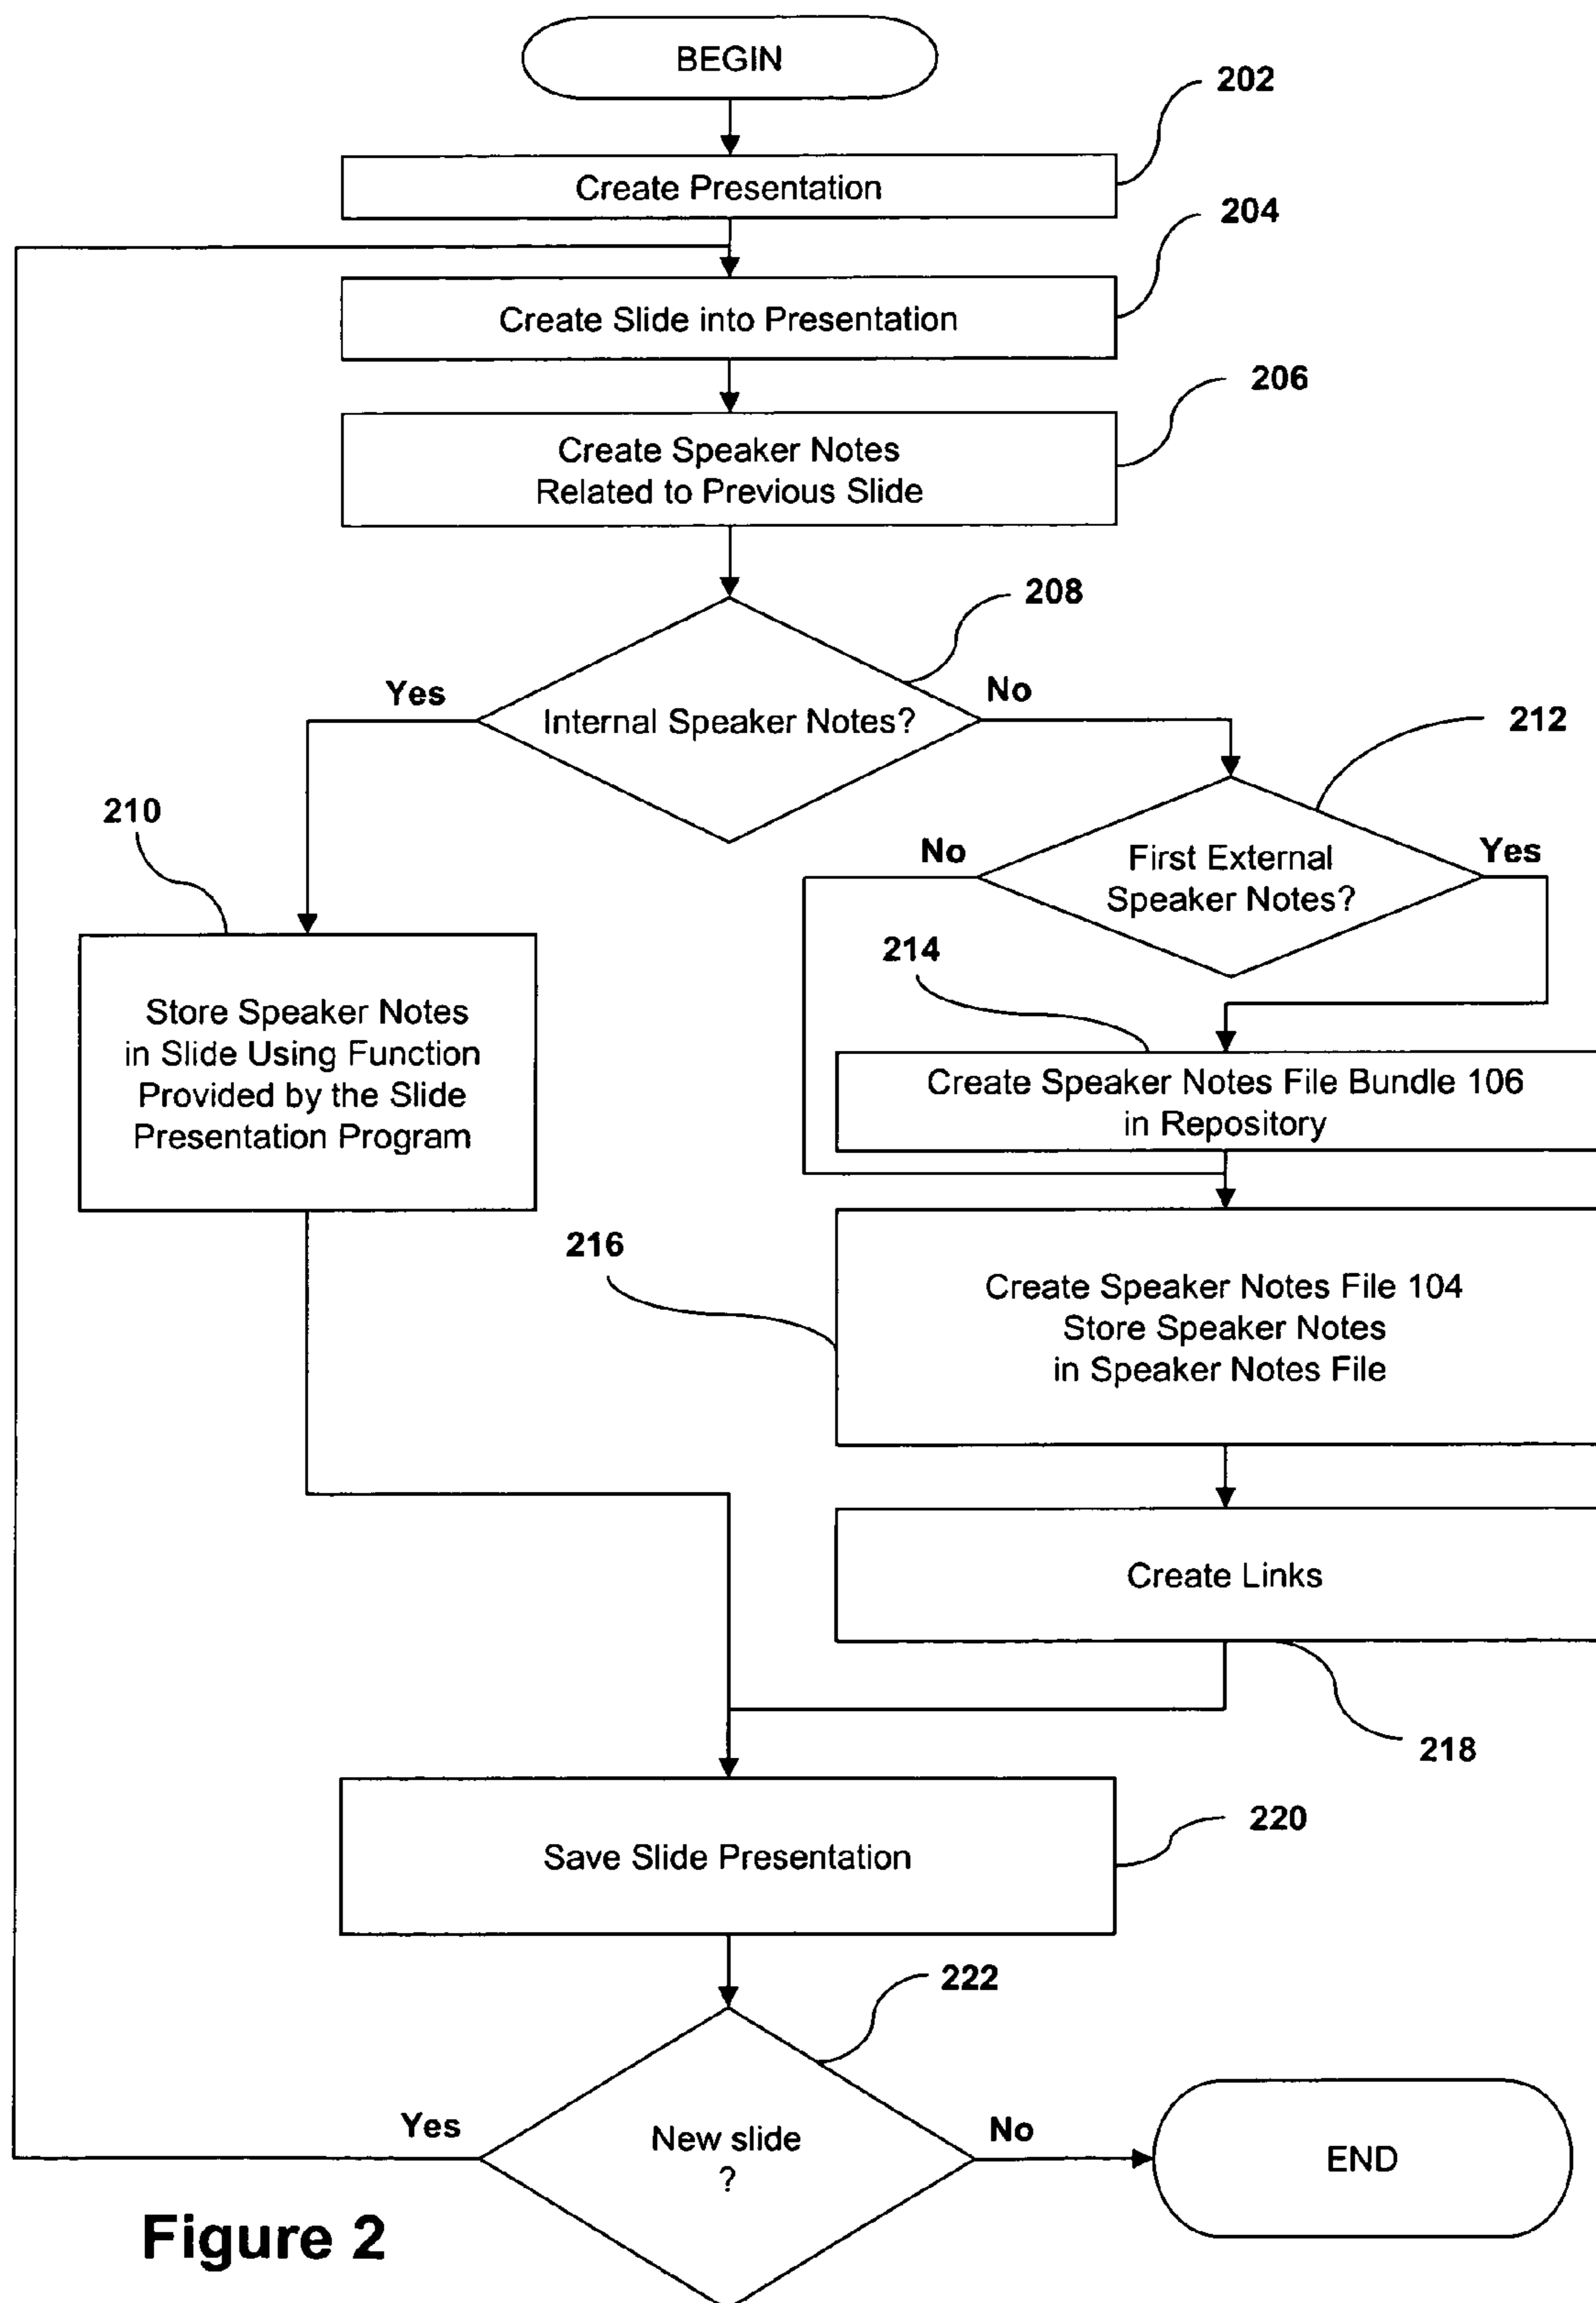 BEGIN
202
Create Presentation
204
Create Slide into Presentation
206
Create Speaker Notes
Related to Previous Slide
208
Yes
No
Internal Speaker Notes?
212
210
No
First External
Speaker Notes?
Yes
214
Store Speaker Notes
in Slide Using Function
Provided by the Slide
Presentation Program
Create Speaker Notes File Bundle 106
in Repository
216
Create Speaker Notes File 104
Store Speaker Notes
in Speaker Notes File
Create Links
218
220
Save Slide Presentation
222
Yes
No
New slide
?
END
Figure 2